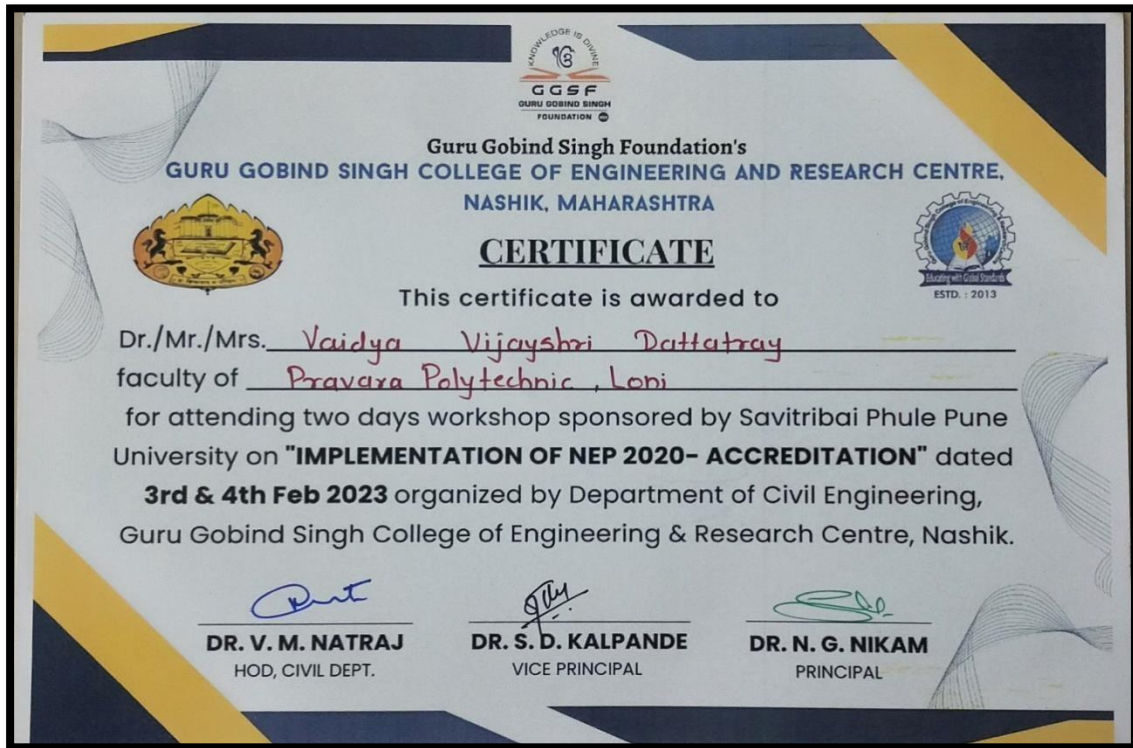 KNOWLEDGE IS DIVINE
GGSF
GURU GOBIND SINGH
FOUNDATION
Guru Gobind Singh Foundation's
GURU GOBIND SINGH COLLEGE OF ENGINEERING AND RESEARCH CENTRE,
NASHIK, MAHARASHTRA
CERTIFICATE
Educating with Global Standards
ESTD. : 2013
This certificate is awarded to
Dr./Mr./Mrs. Vaidya Vijayshri Dattatray
faculty of Pravara Polytechnic, Loni
for attending two days workshop sponsored by Savitribai Phule Pune
University on "IMPLEMENTATION OF NEP 2020- ACCREDITATION" dated
3rd & 4th Feb 2023 organized by Department of Civil Engineering,
Guru Gobind Singh College of Engineering & Research Centre, Nashik.
DR. V. M. NATRAJ
HOD, CIVIL DEPT.
DR. S. D. KALPANDE
VICE PRINCIPAL
DR. N. G. NIKAM
PRINCIPAL